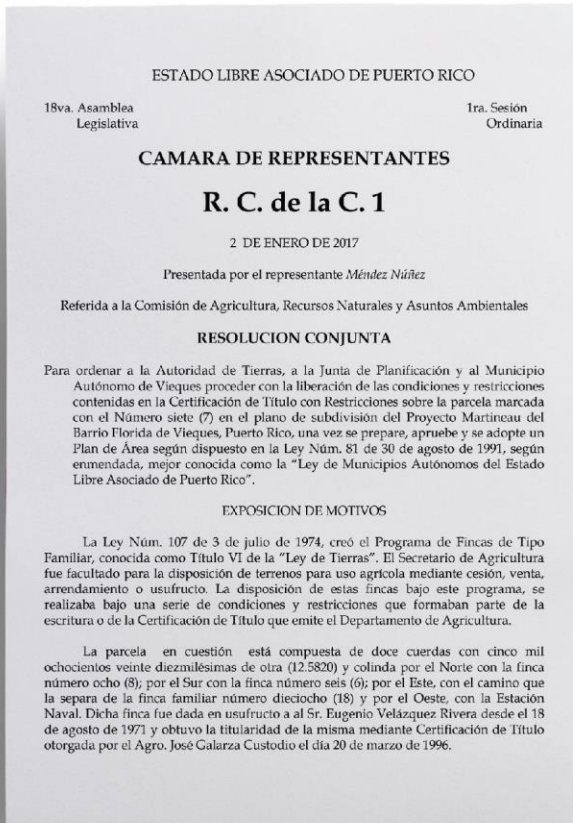 ESTADO LIBRE ASOCIADO DE PUERTO RICO
18va. Asamblea 1ra. Sesión
Legislativa Ordinaria
CAMARA DE REPRESENTANTES
R. C. de la C. 1
2 DE ENERO DE 2017
Presentada por el representante Méndez Núñez
Referida a la Comisión de Agricultura, Recursos Naturales y Asuntos Ambientales
RESOLUCION CONJUNTA
Para ordenar a la Autoridad de Tierras, a la Junta de Planificación y al Municipio
Autónomo de Vieques proceder con la liberación de las condiciones y restricciones
contenidas en la Certificación de Título con Restricciones sobre la parcela marcada
con el Número siete (7) en el plano de subdivisión del Proyecto Martineau del
Barrio Florida de Vieques, Puerto Rico, una vez se prepare, apruebe y se adopte un
Plan de Área según dispuesto en la Ley Núm. 81 de 30 de agosto de 1991, según
enmendada, mejor conocida como la "Ley de Municipios Autónomos del Estado
Libre Asociado de Puerto Rico".
EXPOSICION DE MOTIVOS
La Ley Núm. 107 de 3 de julio de 1974, creó el Programa de Fincas de Tipo
Familiar, conocida como Título VI de la "Ley de Tierras". El Secretario de Agricultura
fue facultado para la disposición de terrenos para uso agrícola mediante cesión, venta,
arrendamiento o usufructo. La disposición de estas fincas bajo este programa, se
realizaba bajo una serie de condiciones y restricciones que formaban parte de la
escritura o de la Certificación de Título que emite el Departamento de Agricultura.
La parcela en cuestión está compuesta de doce cuerdas con cinco mil
ochocientos veinte diezmilésimas de otra (12.5820) y colinda por el Norte con la finca
número ocho (8); por el Sur con la finca número seis (6); por el Este, con el camino que
la separa de la finca familiar número dieciocho (18) y por el Oeste, con la Estación
Naval. Dicha finca fue dada en usufructo a al Sr. Eugenio Velázquez Rivera desde el 18
de agosto de 1971 y obtuvo la titularidad de la misma mediante Certificación de Título
otorgada por el Agro. José Galarza Custodio el día 20 de marzo de 1996.